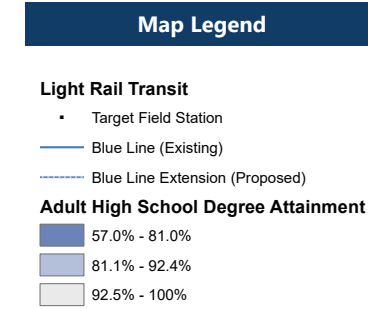 Map Legend
Light Rail Transit
Target Field Station
Blue Line (Existing)
Blue Line Extension (Proposed)
Adult High School Degree Attainment
57.0% - 81.0%
81.1% - 92.4%
92.5% - 100%